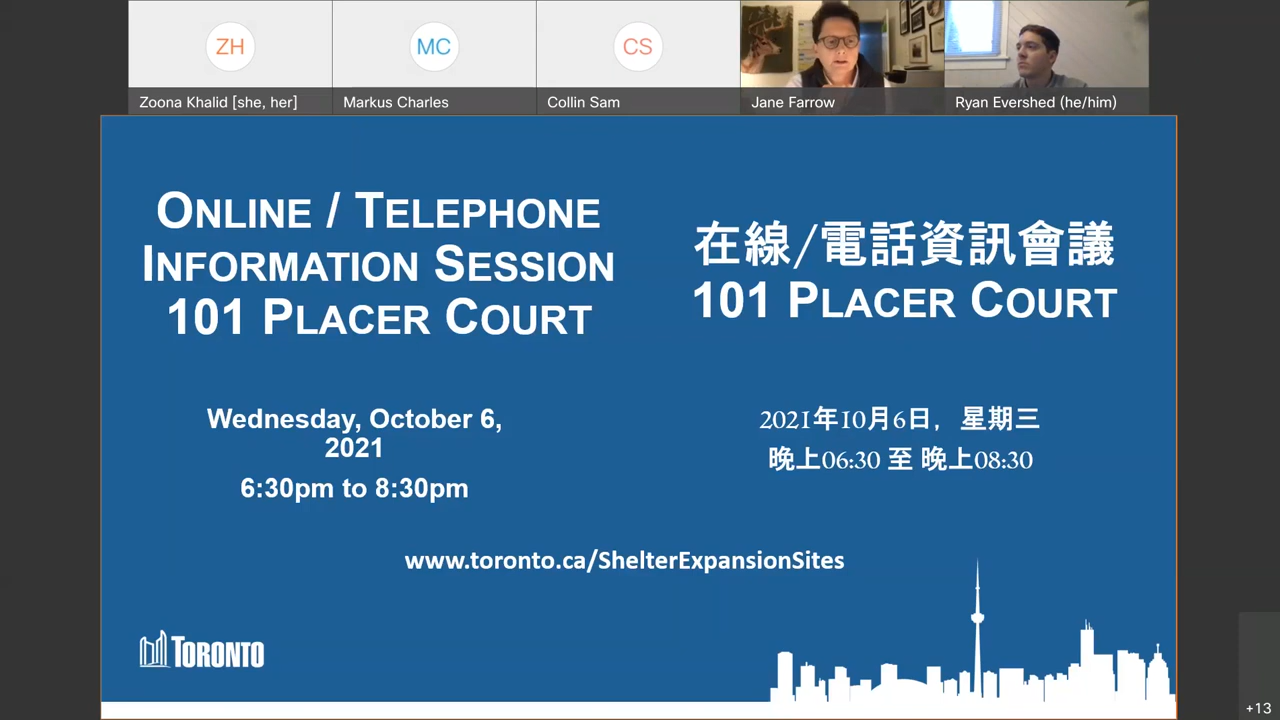 ZH
MC
CS
Zoona Khalid [she, her]
Markus Charles
Collin Sam
Jane Farrow
Ryan Evershed (he/him)
ONLINE / TELEPHONE
INFORMATION SESSION
101 PLACER COURT
在線/電話資訊會議
101 PLACER COURT
Wednesday, October 6,
2021
6:30pm to 8:30pm
2021年10月6日，星期三
晚上06:30 至 晚上08:30
www.toronto.ca/ShelterExpansionSites
TORONTO
+13